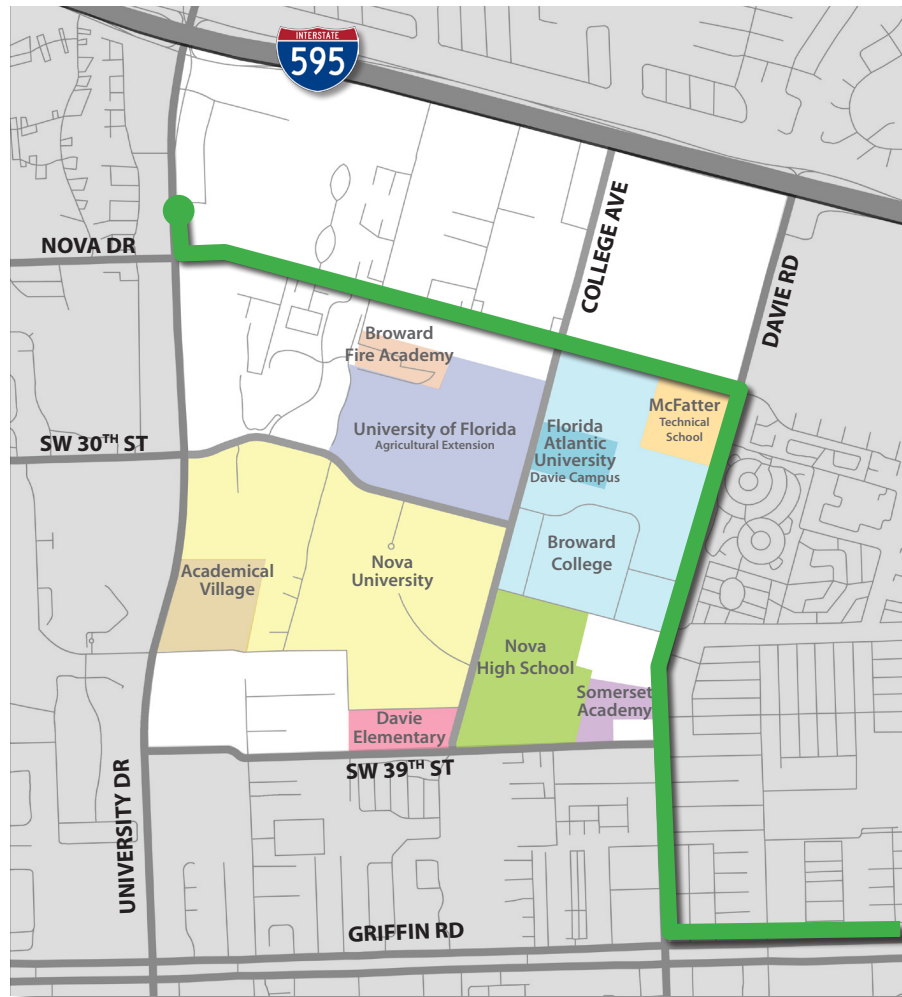 INTERSTATE
595
COLLEGE AVE
NOVA DR
DAVIE RD
Broward
Fire Academy
McFatter
Technical
School
University of Florida
Agricultural Extension
Florida
Atlantic
University
Davie Campus
SW 30TH ST
Broward
College
Nova
University
Academical
Village
Nova
High School
Somerset
Academy
Davie
Elementary
SW 39TH ST
UNIVERSITY DR
GRIFFIN RD